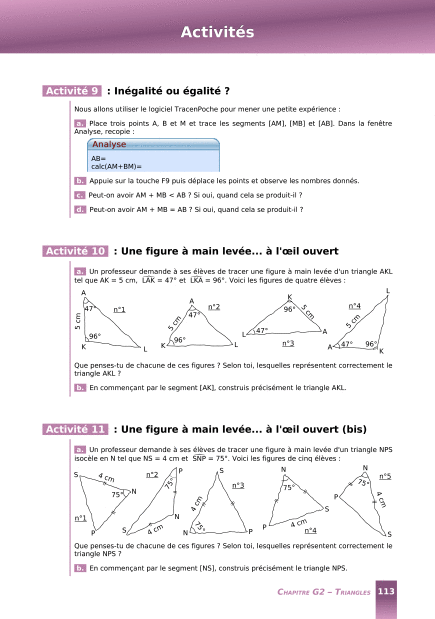 Activités
Activité 9 : Inégalité ou égalité ?
Nous allons utiliser le logiciel TracenPoche pour mener une petite expérience :
a. Place trois points A, B et M et trace les segments [AM], [MB] et [AB]. Dans la fenêtre
Analyse, recopie :
Analyse
AB=
calc(AM+BM)=
b. Appuie sur la touche F9 puis déplace les points et observe les nombres donnés.
c. Peut-on avoir AM + MB < AB ? Si oui, quand cela se produit-il ?
d. Peut-on avoir AM + MB = AB ? Si oui, quand cela se produit-il ?
Activité 10 : Une figure à main levée... à l'œil ouvert
a. Un professeur demande à ses élèves de tracer une figure à main levée d'un triangle AKL
tel que AK = 5 cm, LAK = 47° et LKA = 96°. Voici les figures de quatre élèves :
A 47° n°1 5 cm 96° K L
A n°2 47° 5 cm 96° K L
K 96° 5 cm L 47° A n°3
L n°4 5 cm A 47° 96° K
Que penses-tu de chacune de ces figures ? Selon toi, lesquelles représentent correctement le
triangle AKL ?
b. En commençant par le segment [AK], construis précisément le triangle AKL.
Activité 11 : Une figure à main levée... à l'œil ouvert (bis)
a. Un professeur demande à ses élèves de tracer une figure à main levée d'un triangle NPS
isocèle en N tel que NS = 4 cm et SNP = 75°. Voici les figures de cinq élèves :
S 4 cm 75° N n°1 P
n°2 P 75° N S 4 cm
S n°3 4 cm 75° N P
N 75° S P 4 cm n°4
N n°5 75° P 4 cm S
Que penses-tu de chacune de ces figures ? Selon toi, lesquelles représentent correctement le
triangle NPS ?
b. En commençant par le segment [NS], construis précisément le triangle NPS.
CHAPITRE G2 – TRIANGLES 113